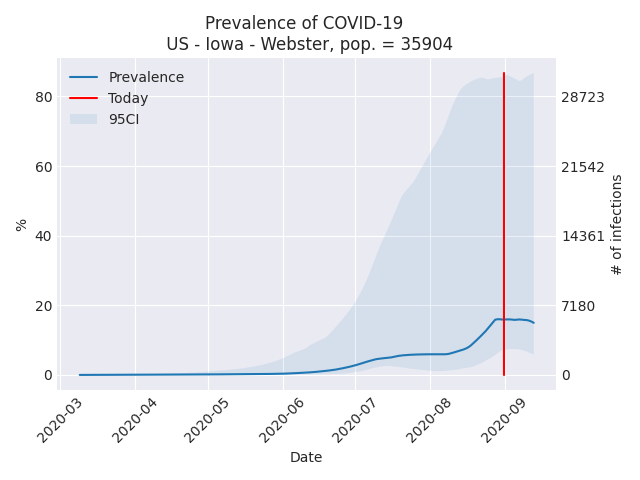 Prevalence of COVID-19
US - Iowa - Webster, pop. = 35904
Prevalence
Today
95CI
80
60
40
20
0
%
28723
21542
14361
7180
0
# of infections
2020-03
2020-04
2020-05
2020-06
2020-07
2020-08
2020-09
Date